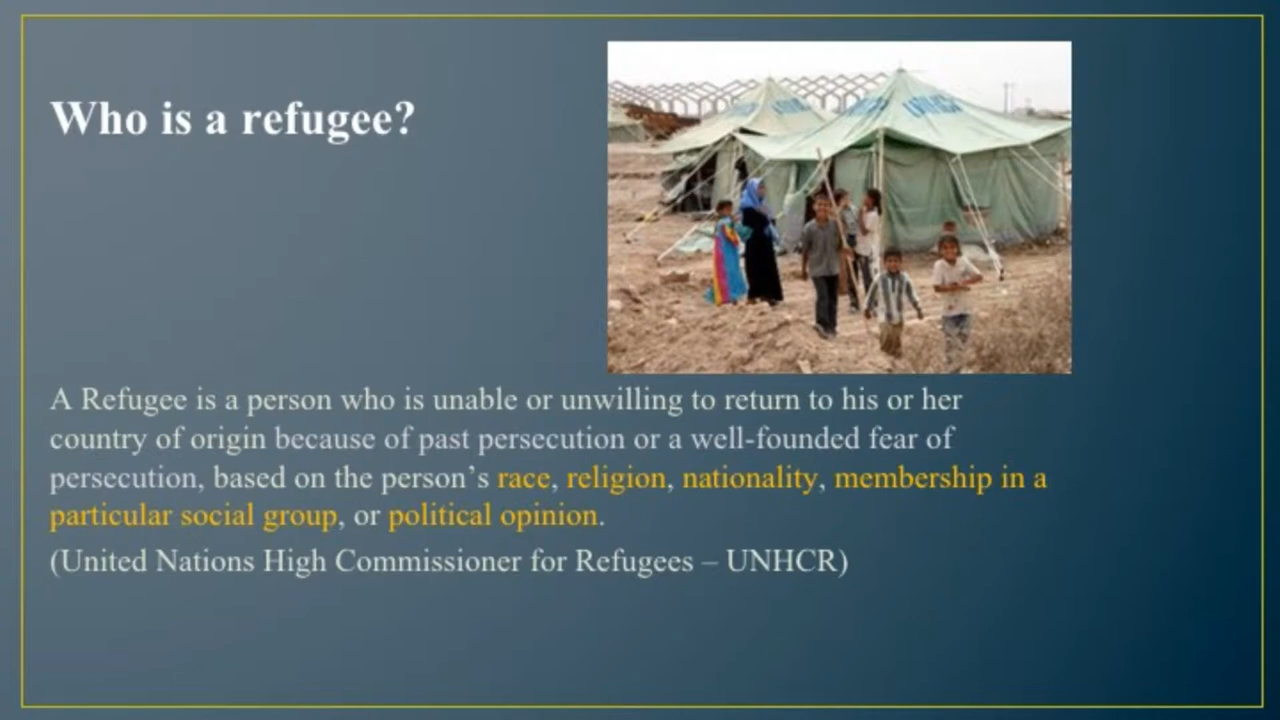 Who is a refugee?
UNHCR
A Refugee is a person who is unable or unwilling to return to his or her
country of origin because of past persecution or a well-founded fear of
persecution, based on the person’s race, religion, nationality, membership in a
particular social group, or political opinion.
(United Nations High Commissioner for Refugees – UNHCR)